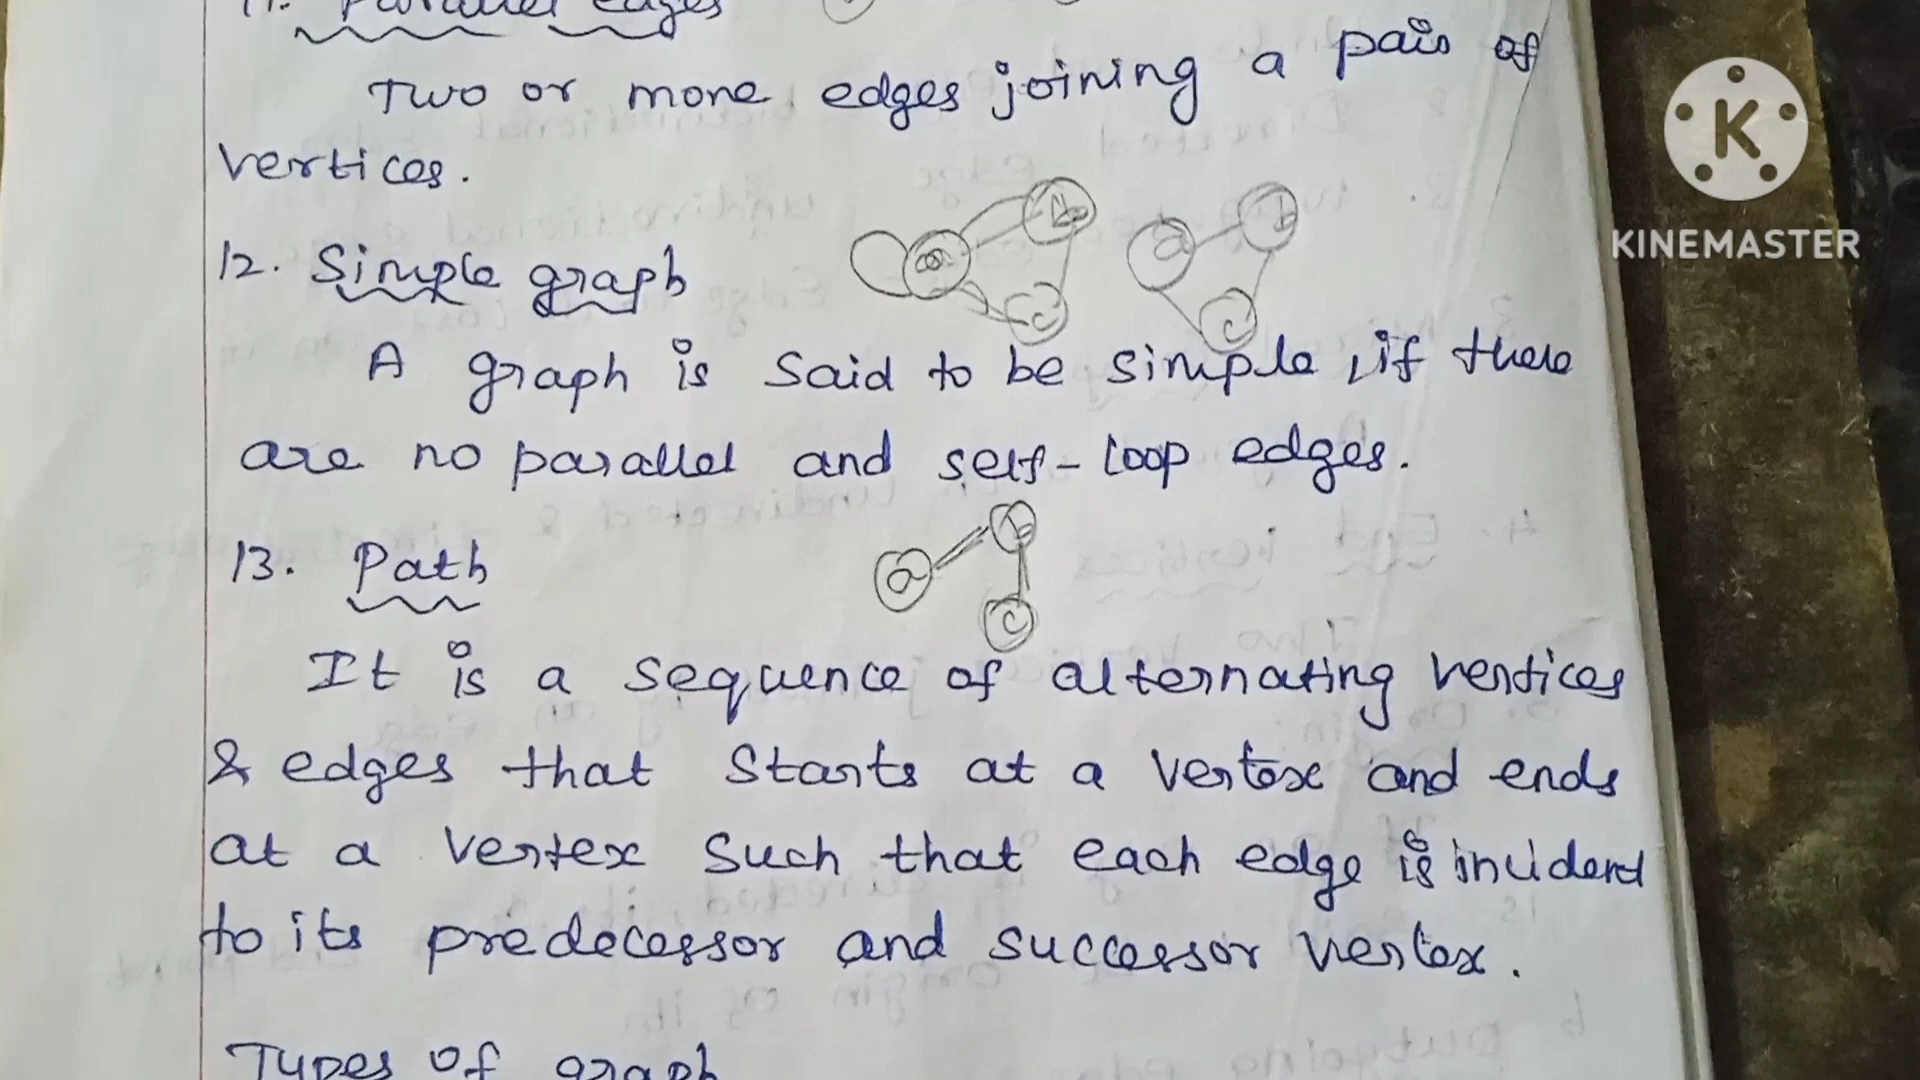 11. Parallel edges
Two or more edges joining a pair of
vertices.
12. Simple graph
a b c
a b c
A graph is said to be simple, if there
are no parallel and self-loop edges.
13. Path
a b c
It is a sequence of alternating vertices
& edges that starts at a vertex and ends
at a vertex such that each edge is incident
to its predecessor and successor vertex.
Types of graph
K
KINEMASTER